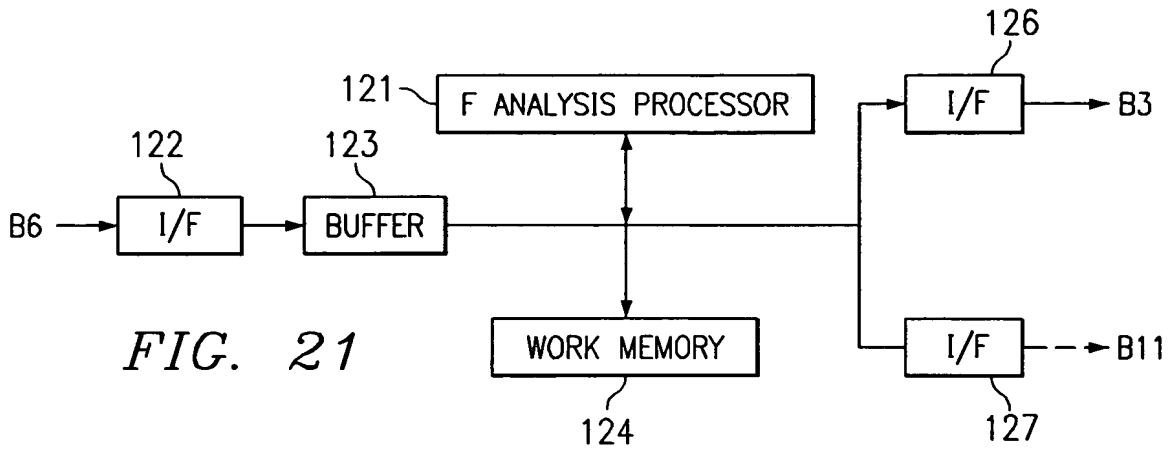 126
121
F ANALYSIS PROCESSOR
I/F
B3
122
123
B6
I/F
BUFFER
FIG. 21
WORK MEMORY
I/F
B11
124
127